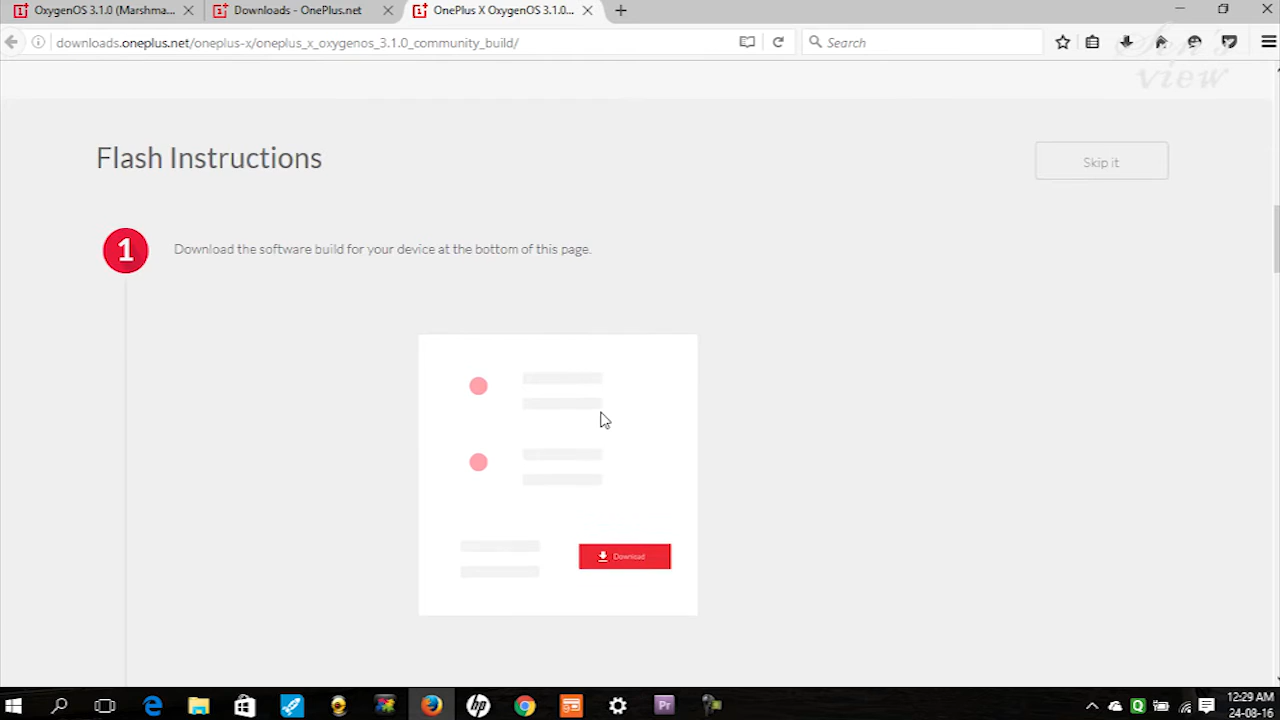 OxygenOS 3.1.0 (Marshma...
Downloads - OnePlus.net
OnePlus X OxygenOS 3.1.0...
downloads.oneplus.net/oneplus-x/oneplus_x_oxygenos_3.1.0_community_build/
Search
view
Flash Instructions
Skip it
1
Download the software build for your device at the bottom of this page.
Download
12:29 AM
24-08-16